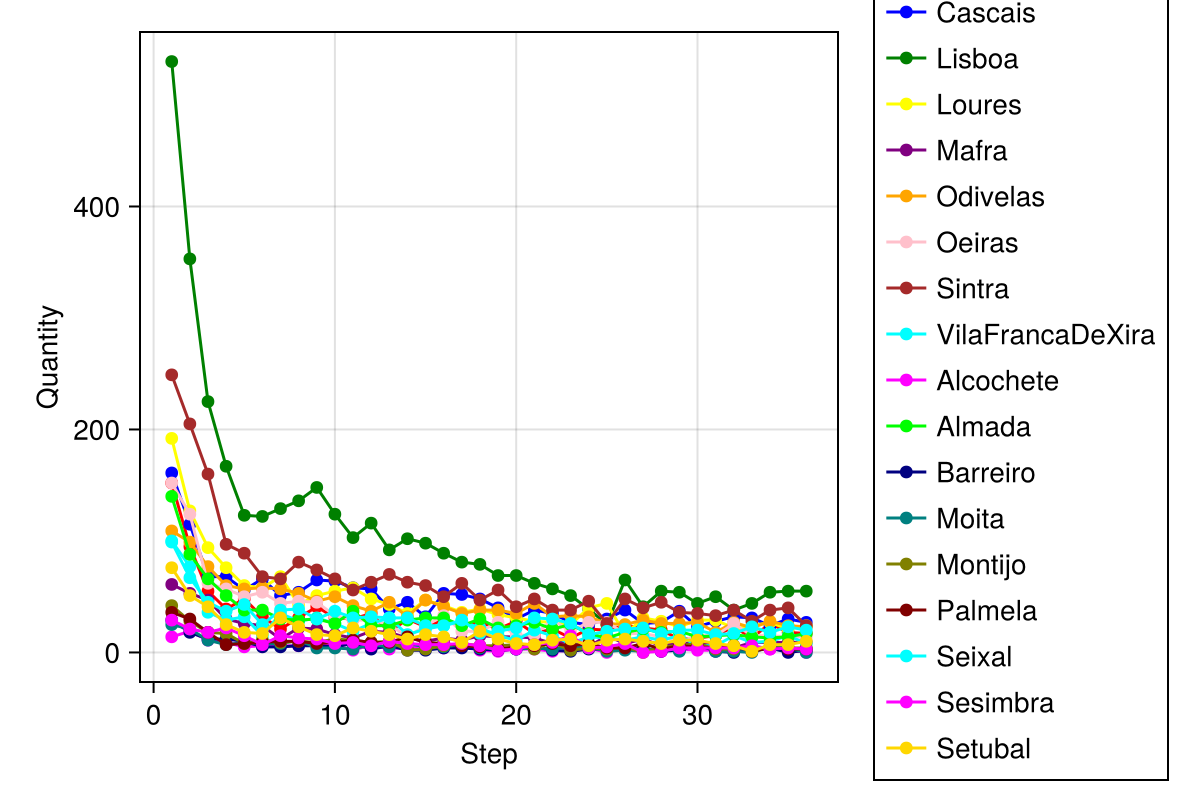 Quantity
400
200
0
0
10
20
30
Step
Cascais
Lisboa
Loures
Mafra
Odivelas
Oeiras
Sintra
VilaFrancaDeXira
Alcochete
Almada
Barreiro
Moita
Montijo
Palmela
Seixal
Sesimbra
Setubal